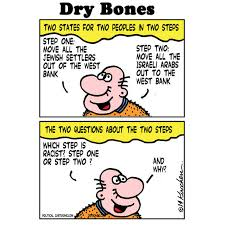 Dry Bones
TWO STATES FOR TWO PEOPLES IN TWO STEPS
STEP ONE:
MOVE ALL THE
JEWISH SETTLERS
OUT OF THE WEST
BANK
STEP TWO:
MOVE ALL THE
ISRAELI ARABS
OUT TO THE
WEST BANK
THE TWO QUESTIONS ABOUT THE TWO STEPS
WHICH STEP IS
RACIST? STEP ONE
OR STEP TWO?
AND
WHY?